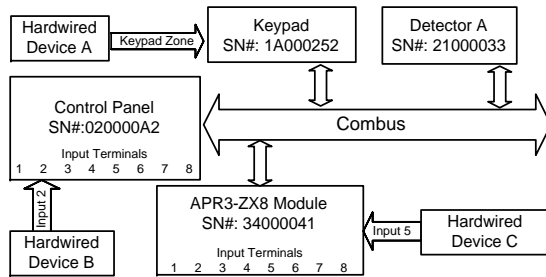 Hardwired
Device A
Keypad Zone
Keypad
SN#: 1A000252
Detector A
SN#: 21000033
Control Panel
SN#:020000A2
Input Terminals
1 2 3 4 5 6 7 8
Combus
Input 2
Hardwired
Device B
APR3-ZX8 Module
SN#: 34000041
Input Terminals
1 2 3 4 5 6 7 8
Input 5
Hardwired
Device C